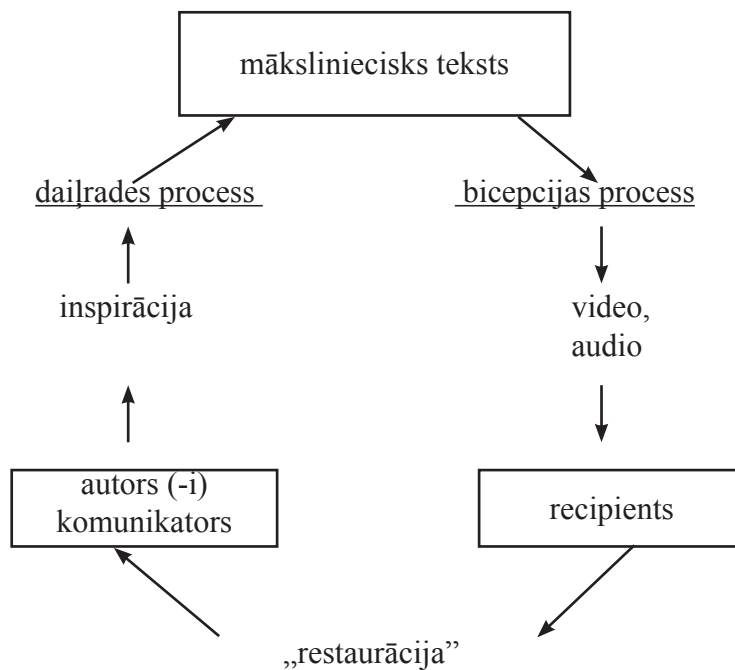 māksliniecisks teksts
daiļrades process
bicepcijas process
inspirācija
video,
audio
autors (-i)
komunikators
recipients
„restaurācija”